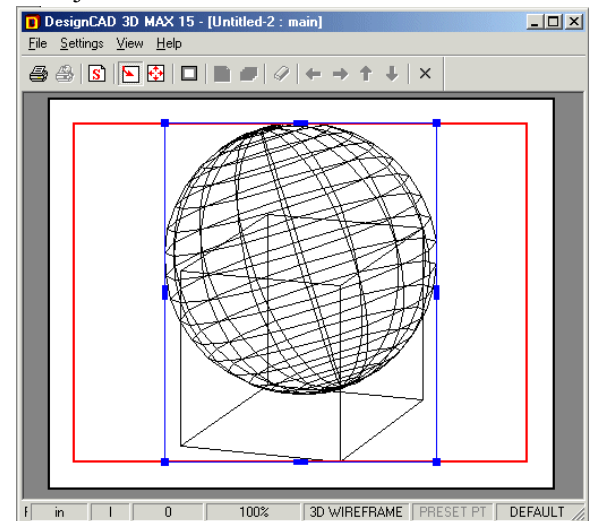 DesignCAD 3D MAX 15 - [Untitled-2 : main]
File Settings View Help
S
in I 0 100% 3D WIREFRAME PRESET PT DEFAULT